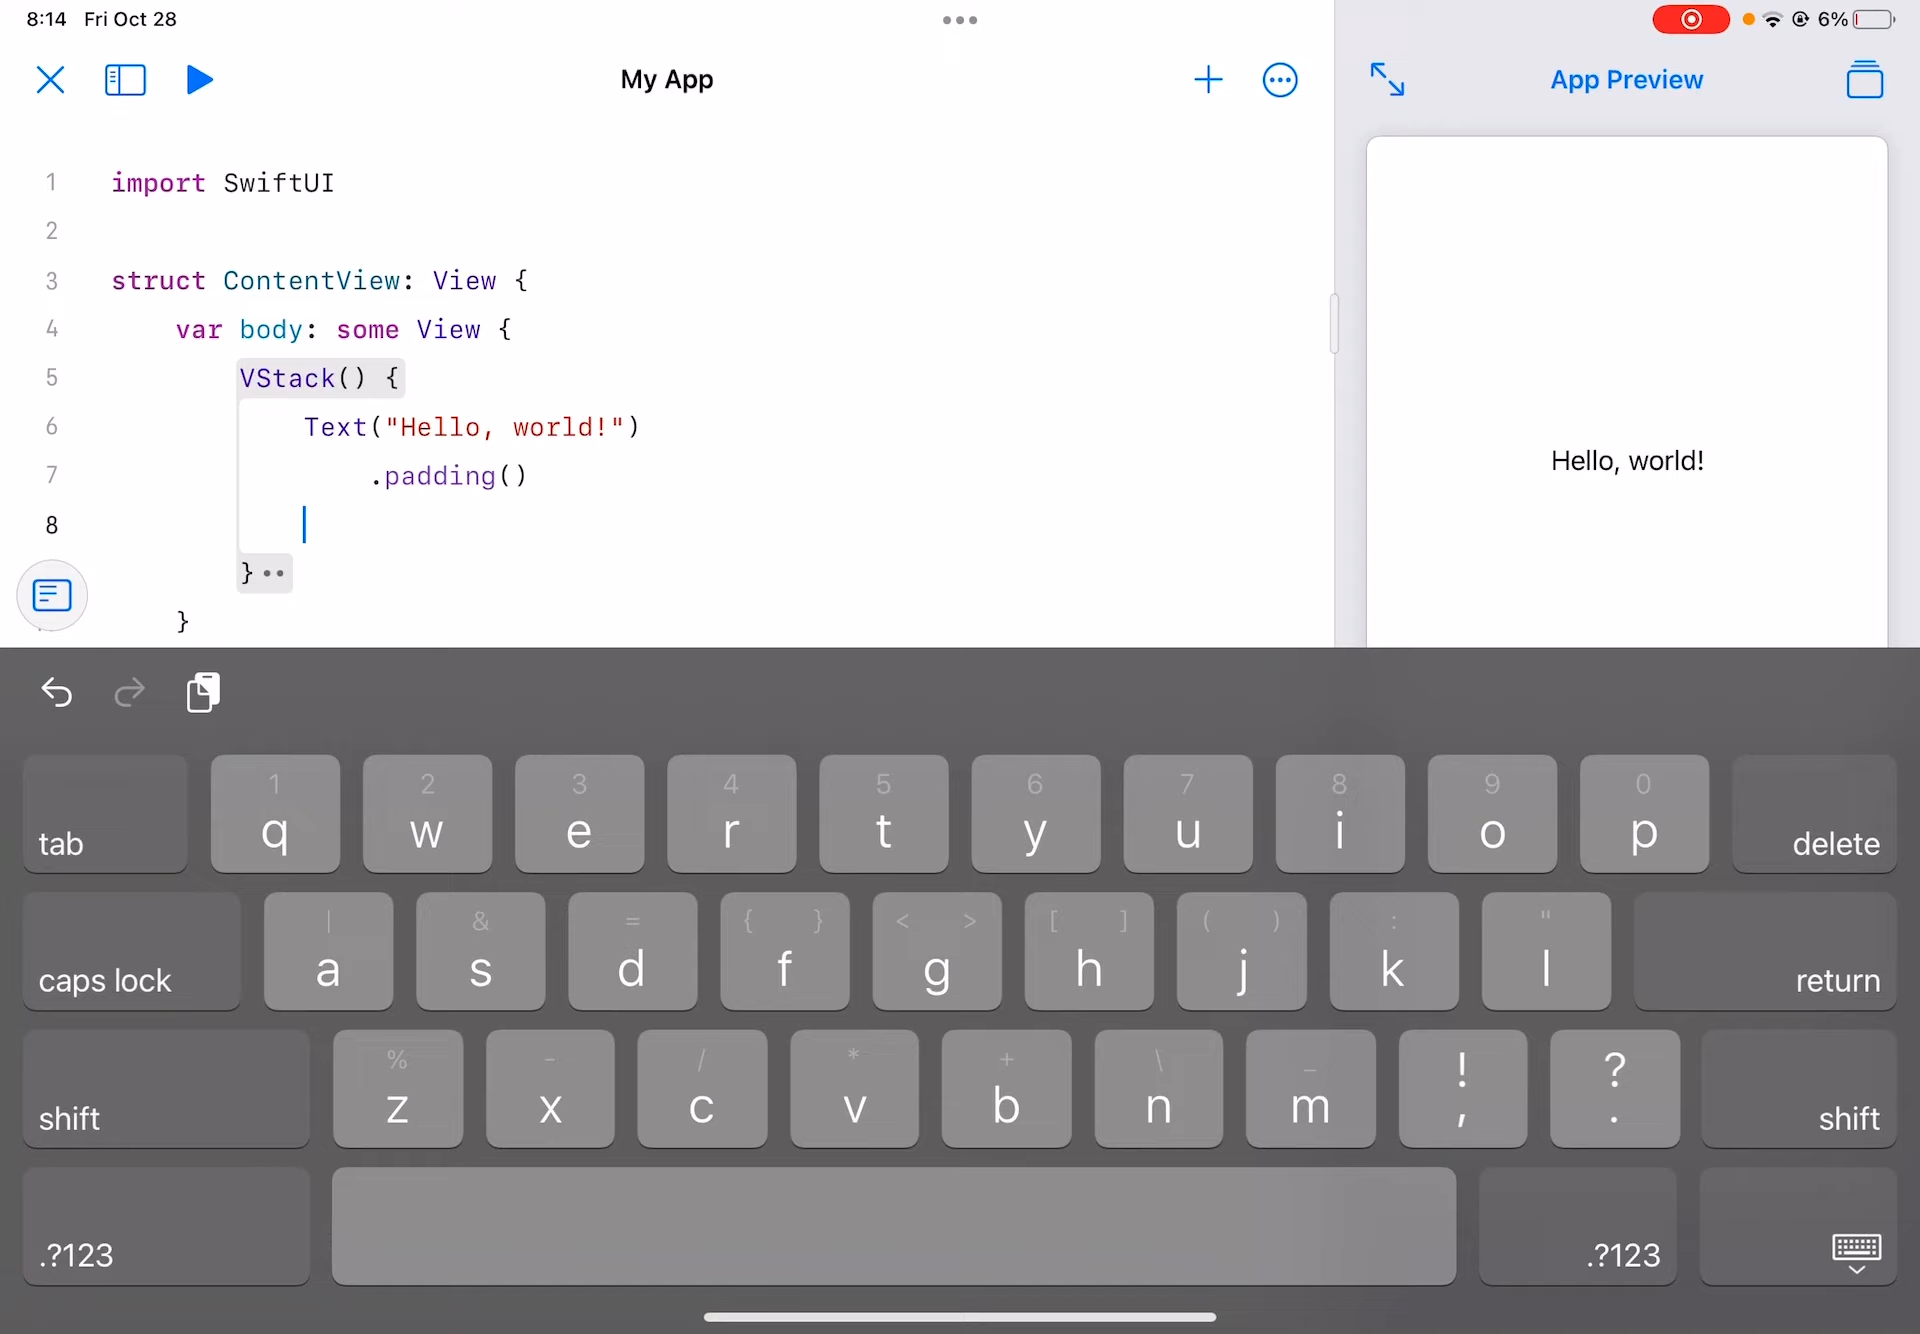 8:14 Fri Oct 28
6%
My App
App Preview
1 import SwiftUI
2
3 struct ContentView: View {
4 var body: some View {
5 VStack() {
6 Text("Hello, world!")
7 .padding()
8
}
}
Hello, world!
tab 1 q 2 w 3 e 4 r 5 t 6 y 7 u 8 i 9 o 0 p delete
caps lock | a & s = d { } f < > g [ ] h ( ) j : k " l return
shift % z - x / c * v + b \ n _ m ! , ? . shift
.?123 .?123